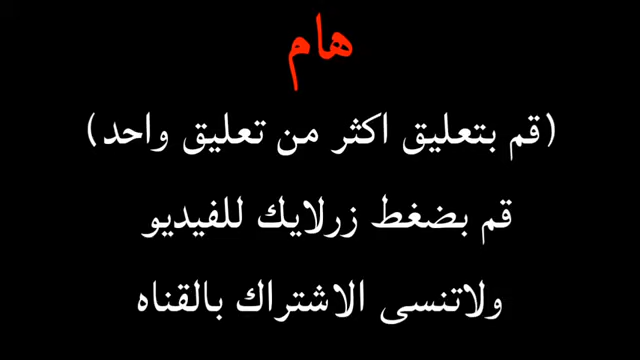 هام
(قم بتعليق اكثر من تعليق واحد)
قم بضغط زرلايك للفيديو
ولاتنسى الاشتراك بالقناه